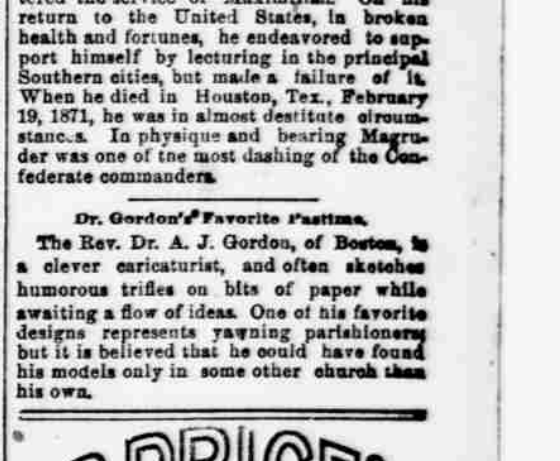 tered the service of Maximilian. On his
return to the United States, in broken
health and fortunes, he endeavored to sup-
port himself by lecturing in the principal
Southern cities, but made a failure of it.
When he died in Houston, Tex., February
19, 1871, he was in almost destitute circum-
stances. In physique and bearing Magru-
der was one of the most dashing of the Con-
federate commanders.
Dr. Gordon's Favorite Pastime.
The Rev. Dr. A. J. Gordon, of Boston, is
a clever caricaturist, and often sketches
humorous trifles on bits of paper while
awaiting a flow of ideas. One of his favorite
designs represents yawning parishioners;
but it is believed that he could have found
his models only in some other church than
his own.
PRICE'